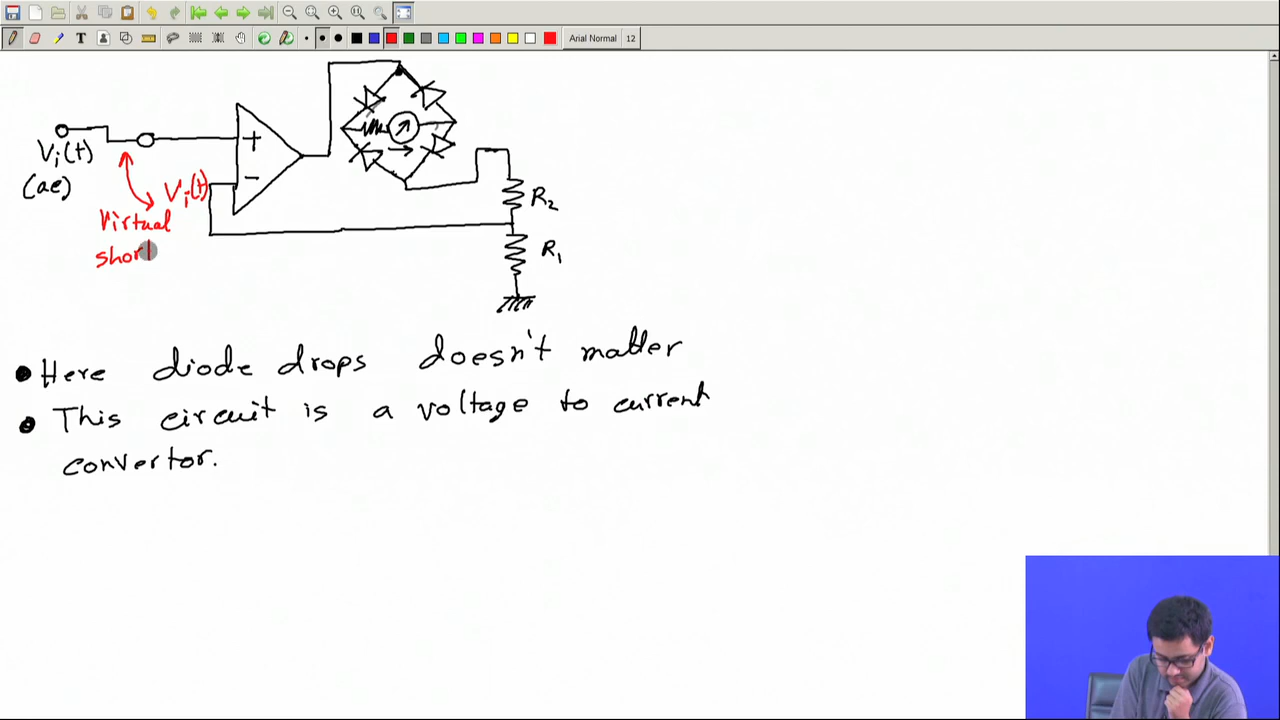 T
Arial Normal 12
+
Vi(t)
(ae)
Vi(t)
−
Virtual
short
R2
R1
• Here diode drops doesn't matter
• This circuit is a voltage to current
convertor.